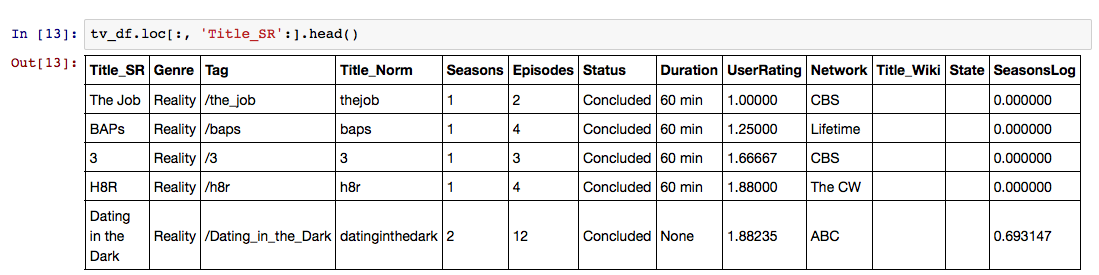 In [13]: tv_df.loc[:, 'Title_SR':].head()
Out[13]:
Title_SR Genre Tag Title_Norm Seasons Episodes Status Duration UserRating Network Title_Wiki State SeasonsLog
The Job Reality /the_job thejob 1 2 Concluded 60 min 1.00000 CBS 0.000000
BAPs Reality /baps baps 1 4 Concluded 60 min 1.25000 Lifetime 0.000000
3 Reality /3 3 1 3 Concluded 60 min 1.66667 CBS 0.000000
H8R Reality /h8r h8r 1 4 Concluded 60 min 1.88000 The CW 0.000000
Dating
in the
Dark Reality /Dating_in_the_Dark datinginthedark 2 12 Concluded None 1.88235 ABC 0.693147